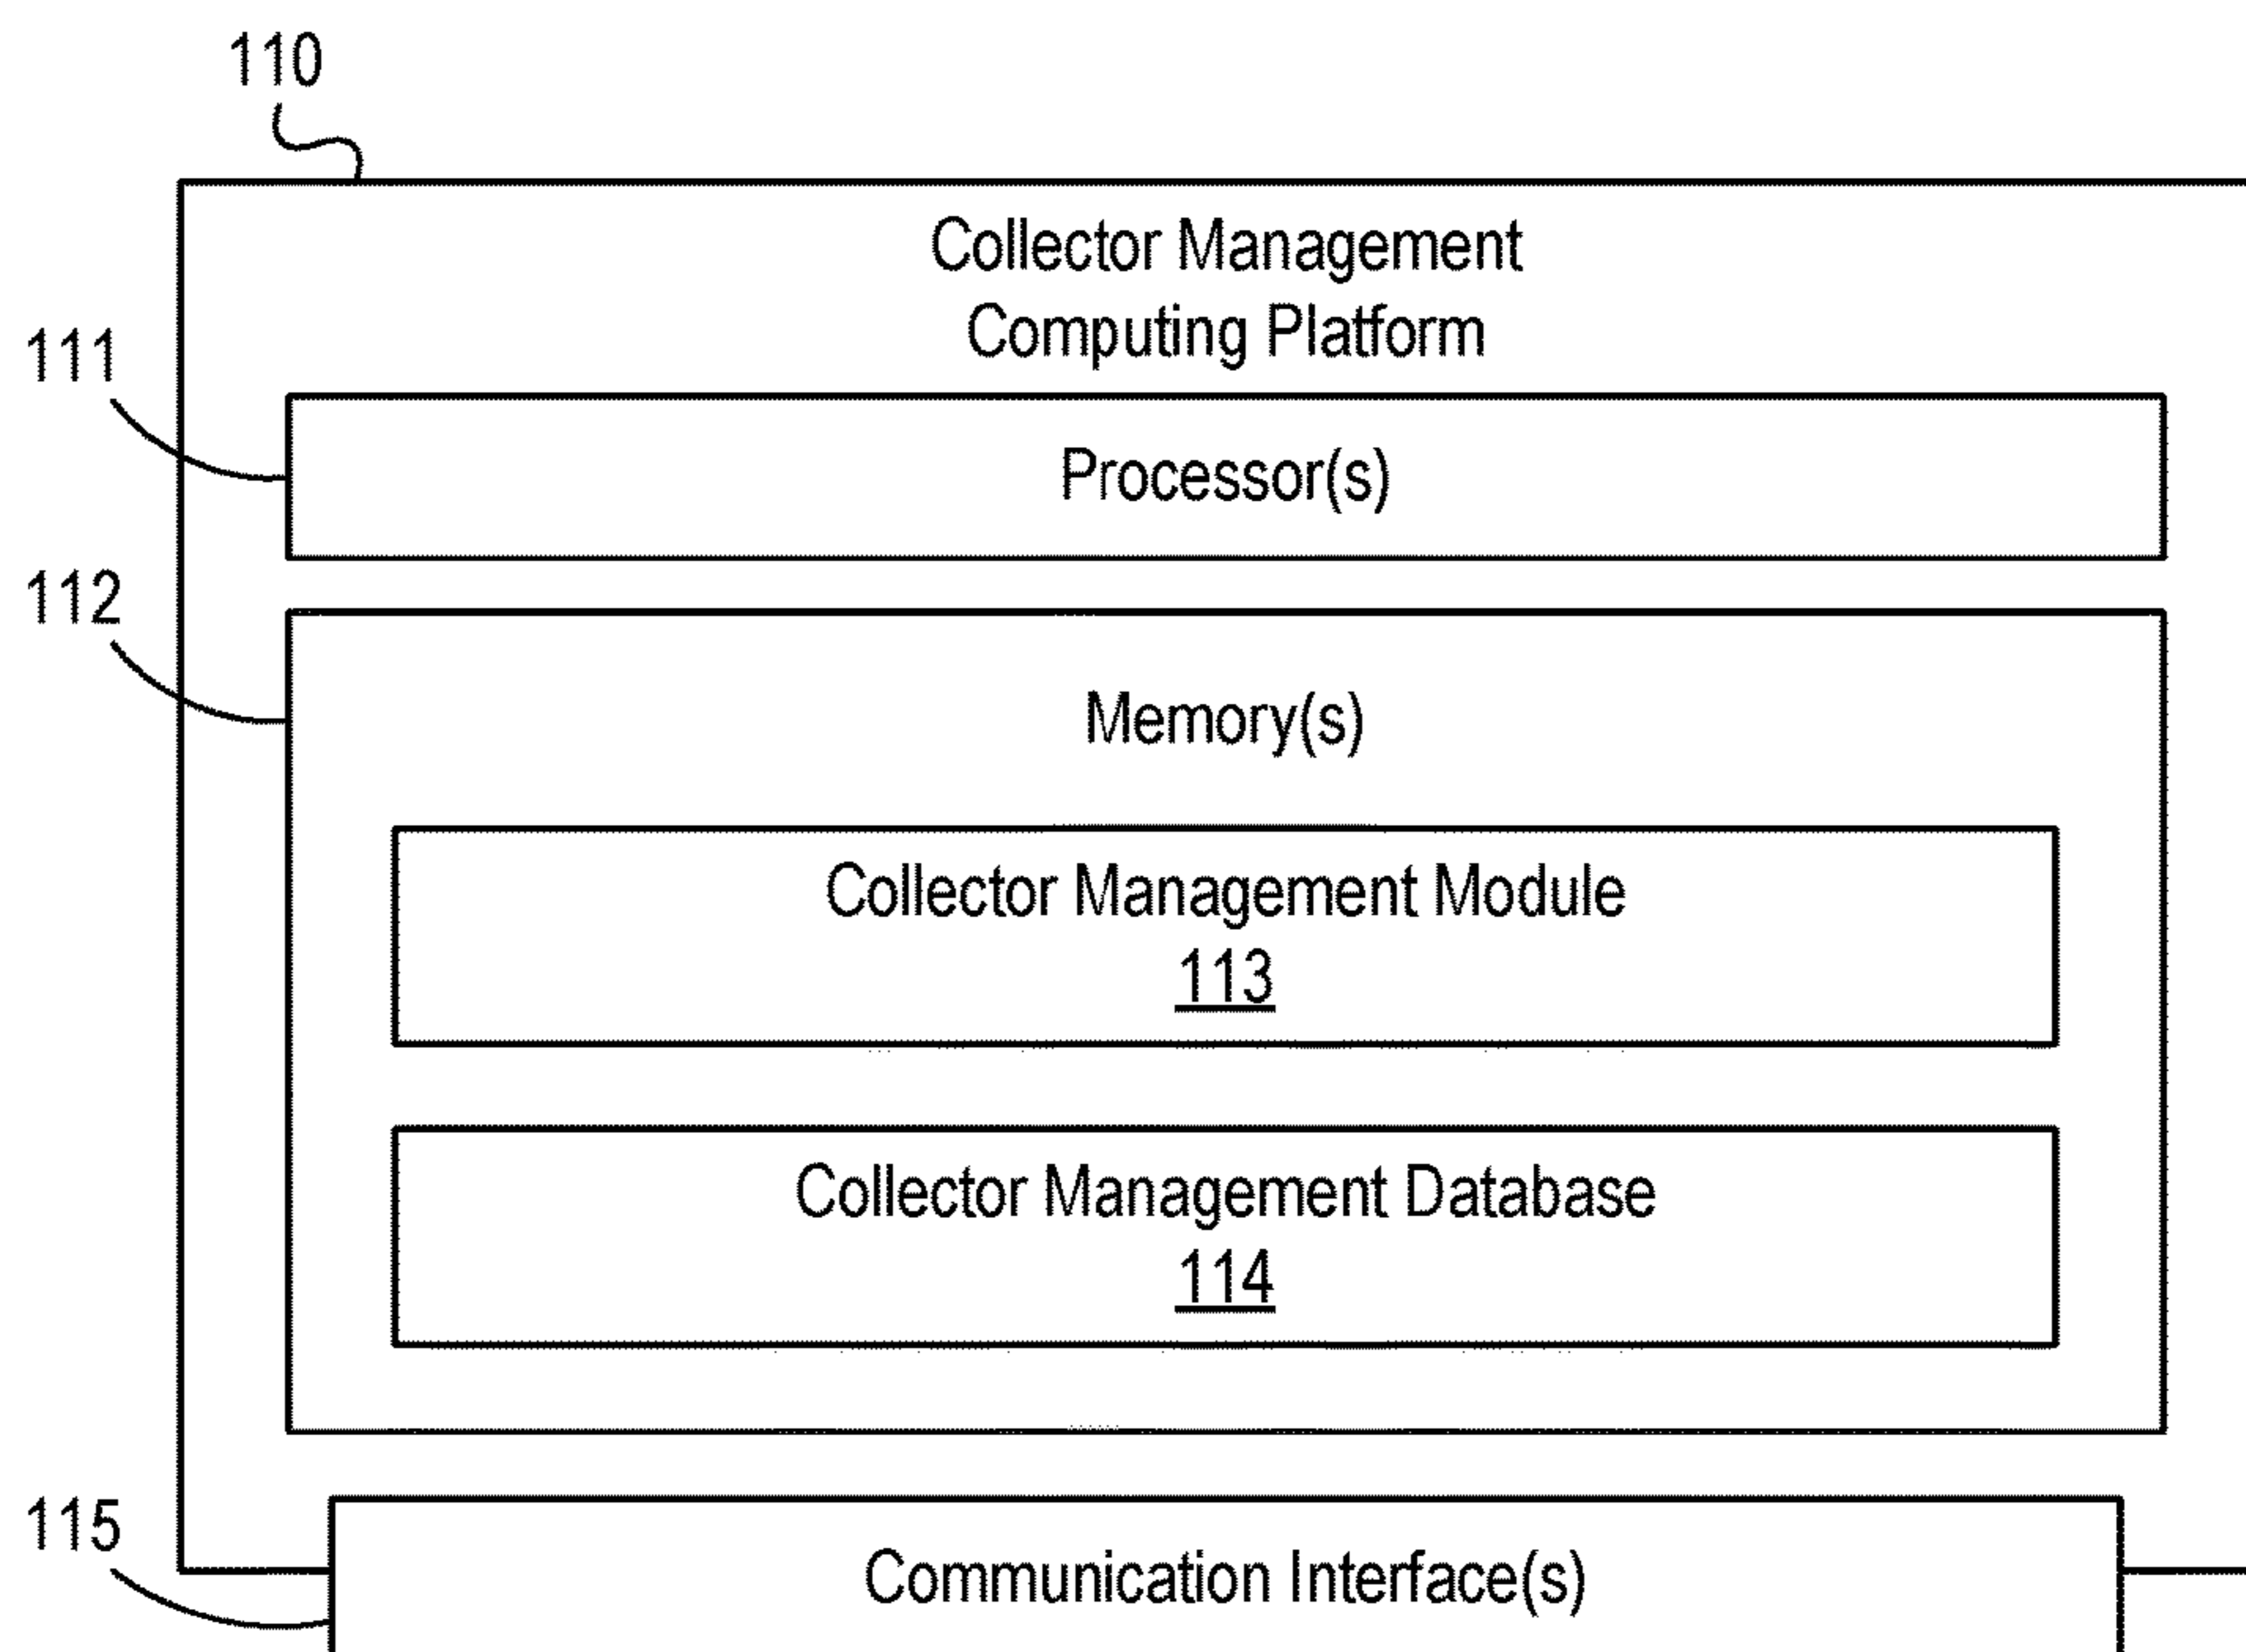 110
Collector Management
Computing Platform
111
Processor(s)
112
Memory(s)
Collector Management Module
113
Collector Management Database
114
115
Communication Interface(s)